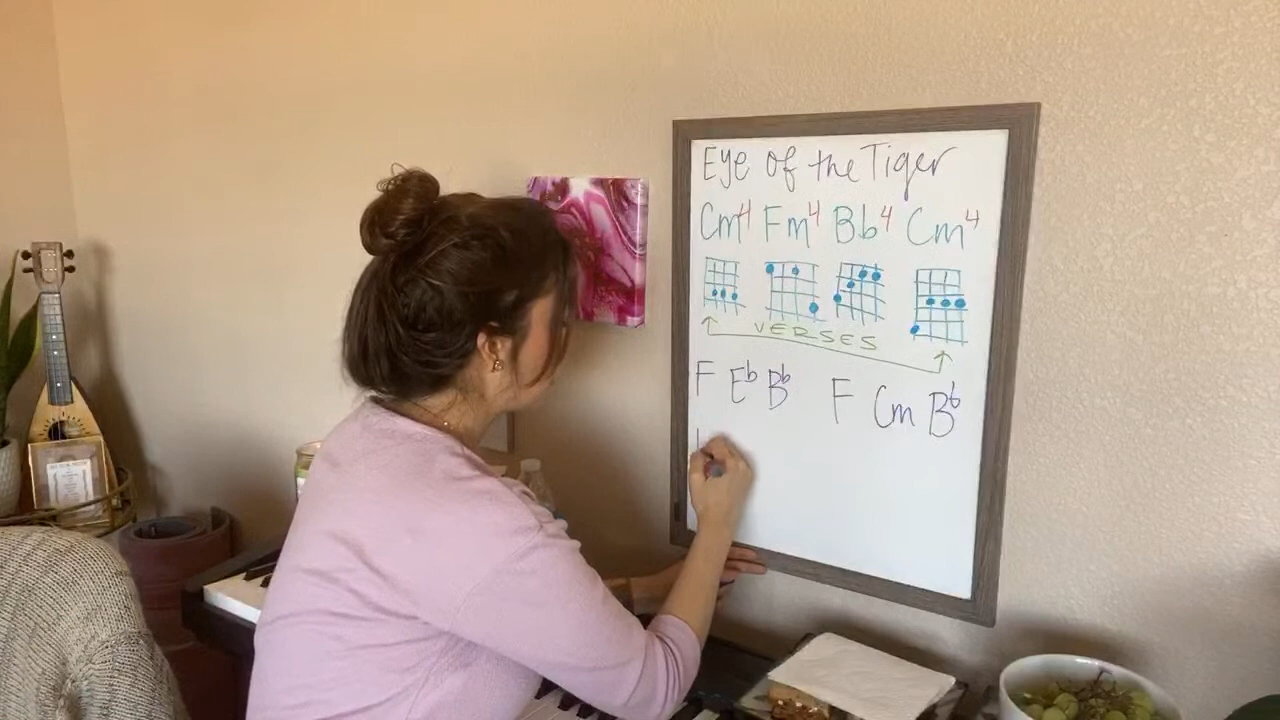 Eye of the Tiger
Cm4 Fm4 Bb4 Cm4
VERSES
F Eb Bb F Cm Bb